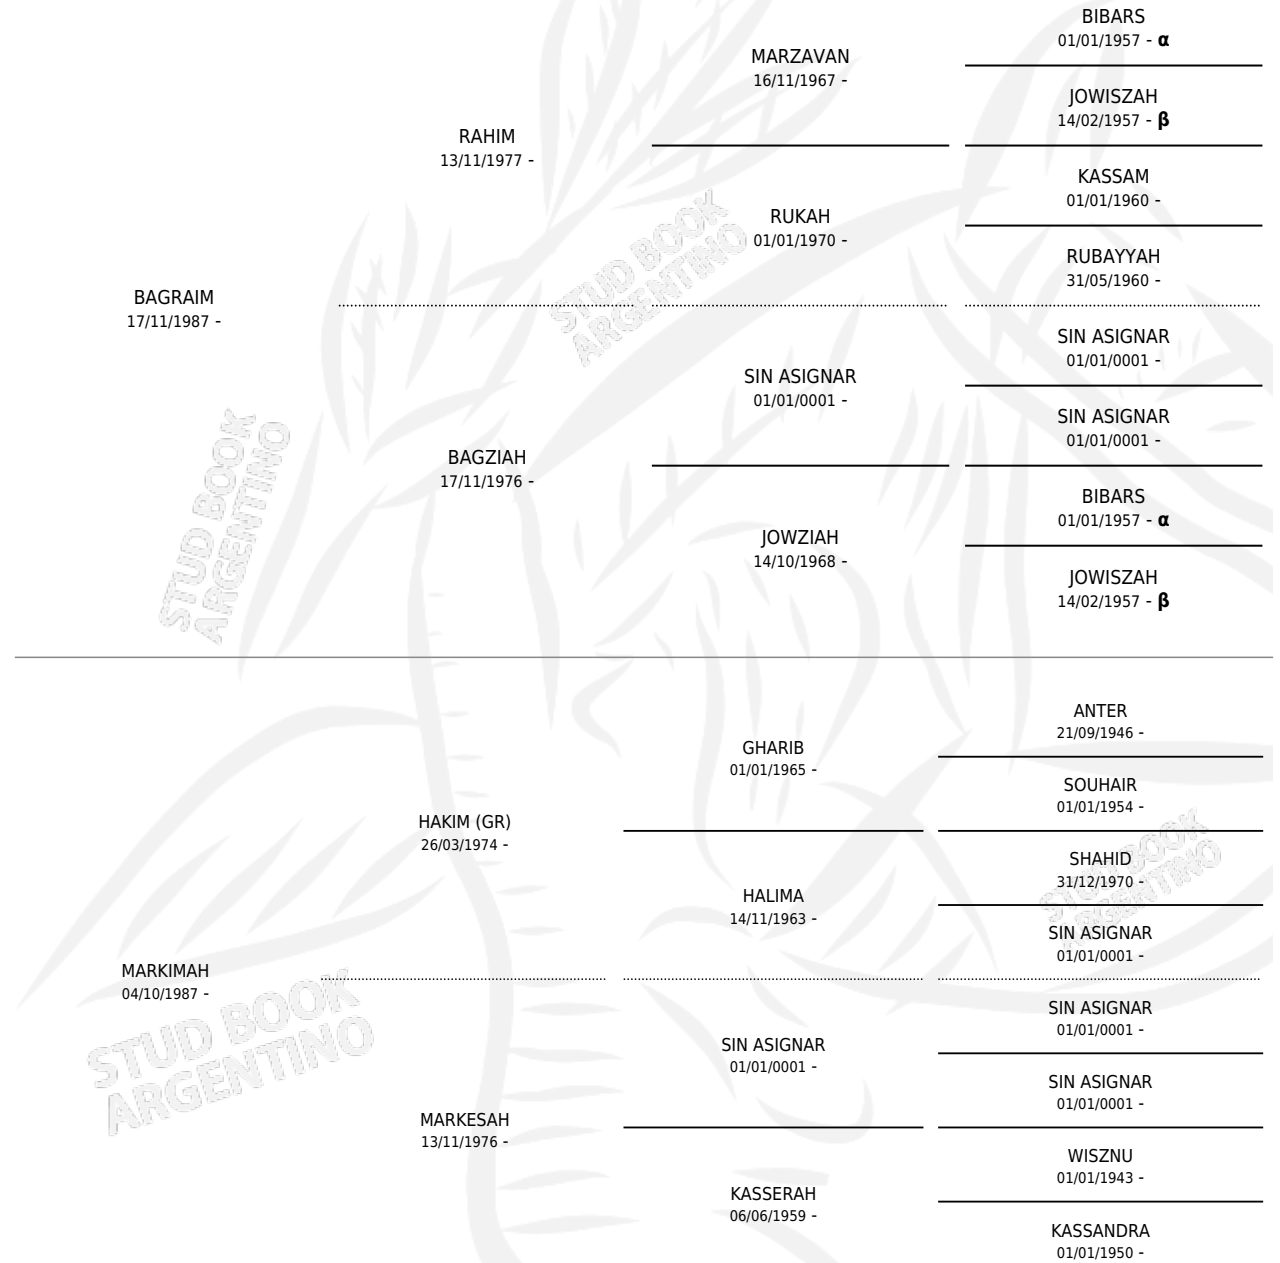 BIBARS
01/01/1957 - α
MARZAVAN
16/11/1967 -
JOWISZAH
14/02/1957 - β
RAHIM
13/11/1977 -
KASSAM
01/01/1960 -
RUKAH
01/01/1970 -
RUBAYYAH
31/05/1960 -
BAGRAIM
17/11/1987 -
SIN ASIGNAR
01/01/0001 -
SIN ASIGNAR
01/01/0001 -
SIN ASIGNAR
01/01/0001 -
BAGZIAH
17/11/1976 -
BIBARS
01/01/1957 - α
JOWZIAH
14/10/1968 -
JOWISZAH
14/02/1957 - β
ANTER
21/09/1946 -
GHARIB
01/01/1965 -
SOUHAIR
01/01/1954 -
HAKIM (GR)
26/03/1974 -
SHAHID
31/12/1970 -
HALIMA
14/11/1963 -
SIN ASIGNAR
01/01/0001 -
MARKIMAH
04/10/1987 -
SIN ASIGNAR
01/01/0001 -
SIN ASIGNAR
01/01/0001 -
SIN ASIGNAR
01/01/0001 -
MARKESAH
13/11/1976 -
WISZNU
01/01/1943 -
KASSERAH
06/06/1959 -
KASSANDRA
01/01/1950 -
STUD BOOK
ARGENTINO
STUD BOOK
ARGENTINO
STUD BOOK
ARGENTINO
STUD BOOK
ARGENTINO